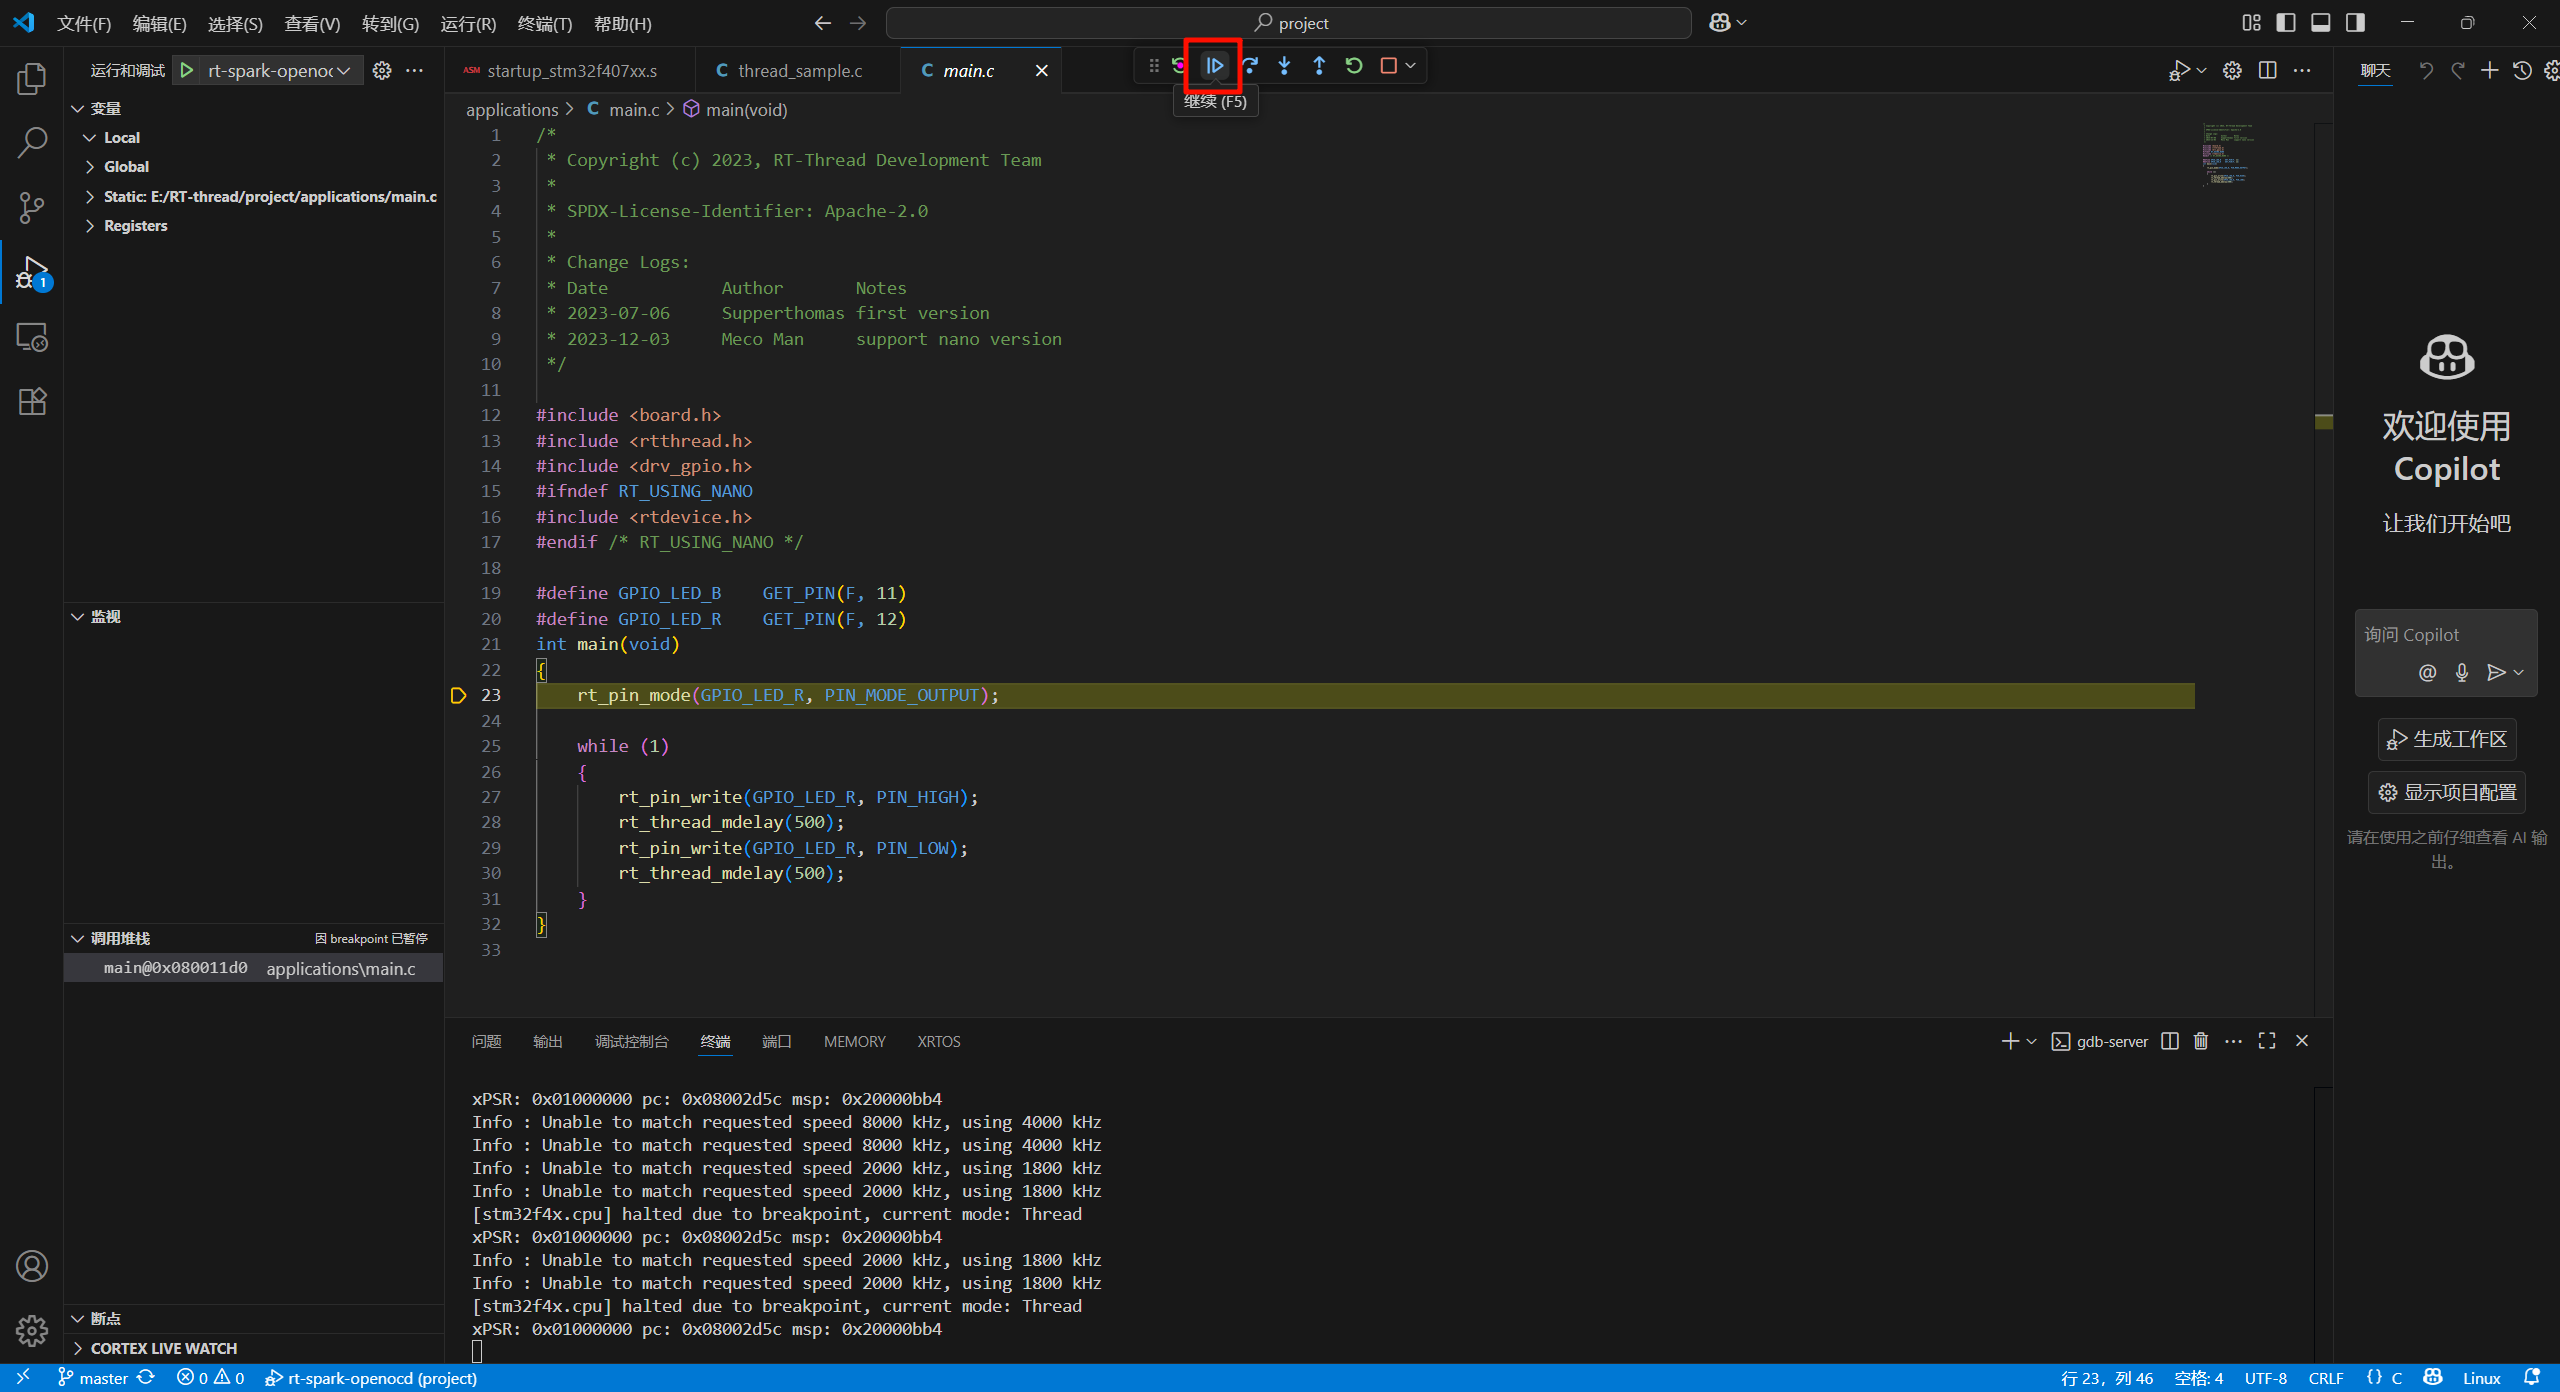 文件(F) 编辑(E) 选择(S) 查看(V) 转到(G) 运行(R) 终端(T) 帮助(H)
project
运行和调试 rt-spark-openoc
变量
Local
Global
Static: E:/RT-thread/project/applications/main.c
Registers
监视
调用堆栈 因 breakpoint 已暂停
main@0x080011d0 applications\main.c
断点
CORTEX LIVE WATCH
ASM startup_stm32f407xx.s
C thread_sample.c
C main.c
继续 (F5)
applications > C main.c > main(void)
1 /*
2 * Copyright (c) 2023, RT-Thread Development Team
3 *
4 * SPDX-License-Identifier: Apache-2.0
5 *
6 * Change Logs:
7 * Date Author Notes
8 * 2023-07-06 Supperthomas first version
9 * 2023-12-03 Meco Man support nano version
10 */
11
12 #include <board.h>
13 #include <rtthread.h>
14 #include <drv_gpio.h>
15 #ifndef RT_USING_NANO
16 #include <rtdevice.h>
17 #endif /* RT_USING_NANO */
18
19 #define GPIO_LED_B GET_PIN(F, 11)
20 #define GPIO_LED_R GET_PIN(F, 12)
21 int main(void)
22 {
23 rt_pin_mode(GPIO_LED_R, PIN_MODE_OUTPUT);
24
25 while (1)
26 {
27 rt_pin_write(GPIO_LED_R, PIN_HIGH);
28 rt_thread_mdelay(500);
29 rt_pin_write(GPIO_LED_R, PIN_LOW);
30 rt_thread_mdelay(500);
31 }
32 }
33
问题 输出 调试控制台 终端 端口 MEMORY XRTOS
gdb-server
xPSR: 0x01000000 pc: 0x08002d5c msp: 0x20000bb4
Info : Unable to match requested speed 8000 kHz, using 4000 kHz
Info : Unable to match requested speed 8000 kHz, using 4000 kHz
Info : Unable to match requested speed 2000 kHz, using 1800 kHz
Info : Unable to match requested speed 2000 kHz, using 1800 kHz
[stm32f4x.cpu] halted due to breakpoint, current mode: Thread
xPSR: 0x01000000 pc: 0x08002d5c msp: 0x20000bb4
Info : Unable to match requested speed 2000 kHz, using 1800 kHz
Info : Unable to match requested speed 2000 kHz, using 1800 kHz
[stm32f4x.cpu] halted due to breakpoint, current mode: Thread
xPSR: 0x01000000 pc: 0x08002d5c msp: 0x20000bb4
聊天
欢迎使用
Copilot
让我们开始吧
询问 Copilot
@
生成工作区
显示项目配置
请在使用之前仔细查看 AI 输
出。
1
master 0 0 rt-spark-openocd (project)
行 23，列 46 空格: 4 UTF-8 CRLF {} C Linux